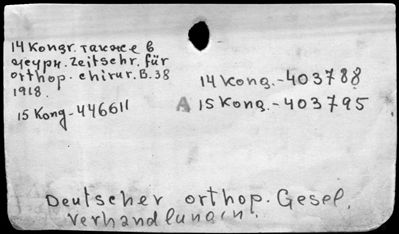 14 Kongr. также в
журн. Zeitschr. für
orthop. chirur. B. 38
1918.
15 Kong-446611
14 Kong.-403788
A 15 Kong.-403795
Deutscher orthop. Gesel.
Verhandlungen.